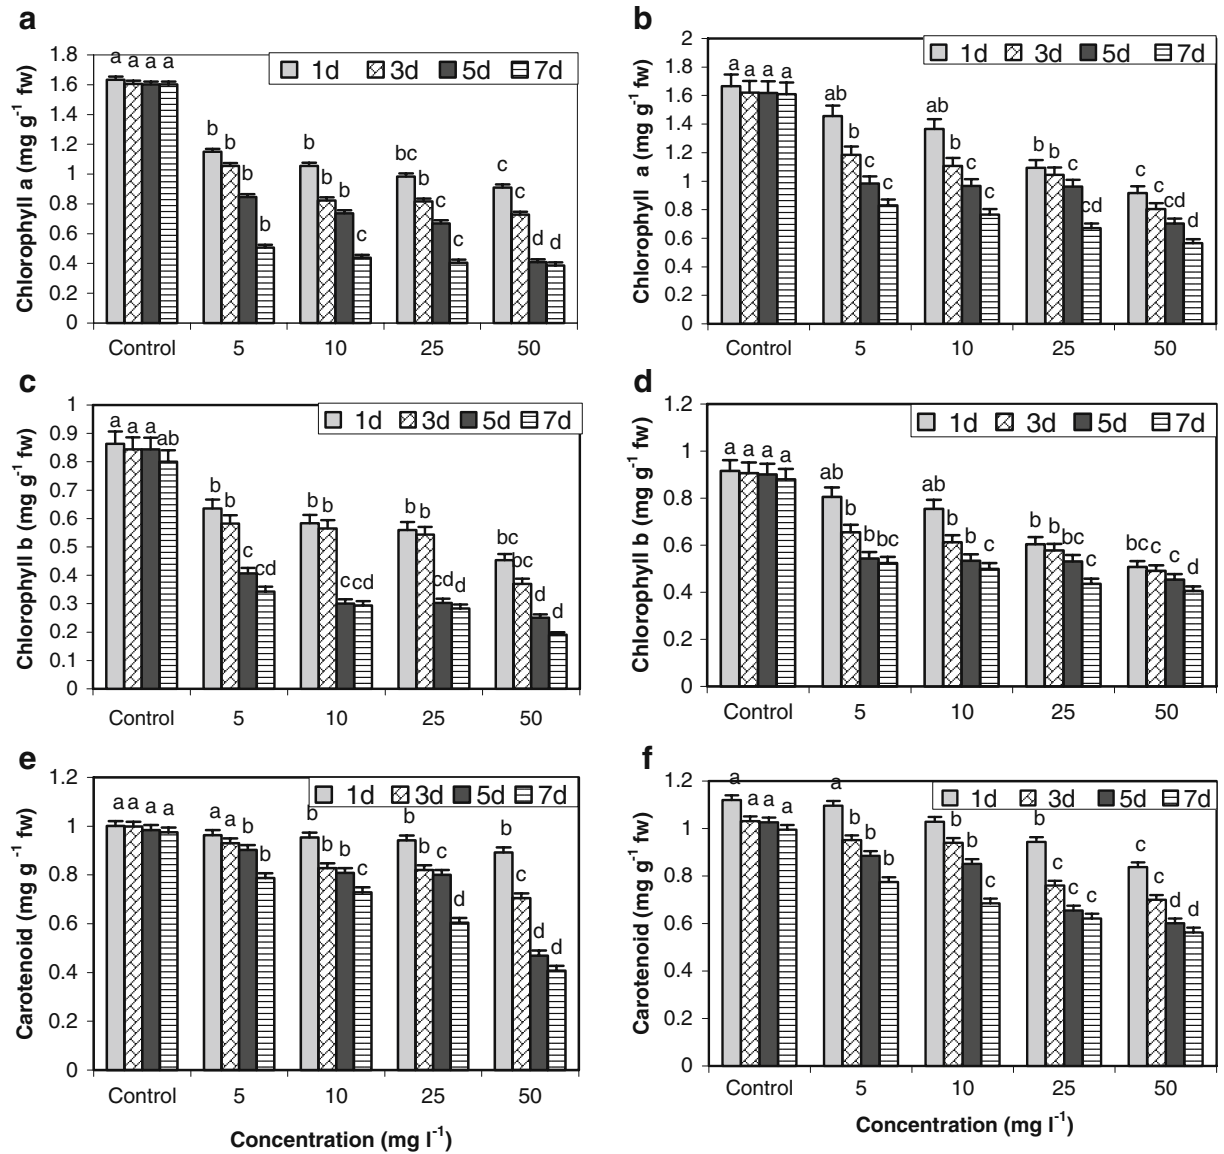 a
Chlorophyll a (mg g-1 fw)
1.8
1.6
1.4
1.2
1
0.8
0.6
0.4
0.2
0
1d 3d 5d 7d
a a a a
b b b b
b b b c
bc b c c
c c d d
Control 5 10 25 50
b
Chlorophyll a (mg g-1 fw)
2
1.8
1.6
1.4
1.2
1
0.8
0.6
0.4
0.2
0
1d 3d 5d 7d
a a a a
ab b c c
ab b c c
b b c cd
c c cd d
Control 5 10 25 50
c
Chlorophyll b (mg g-1 fw)
1
0.9
0.8
0.7
0.6
0.5
0.4
0.3
0.2
0.1
0
1d 3d 5d 7d
a a a ab
b b c cd
b b c cd
b b cd d
bc bc d d
Control 5 10 25 50
d
Chlorophyll b (mg g-1 fw)
1.2
1
0.8
0.6
0.4
0.2
0
1d 3d 5d 7d
a a a a
ab b b bc
ab b b c
b b bc c
bc c c d
Control 5 10 25 50
e
Carotenoid (mg g-1 fw)
1.2
1
0.8
0.6
0.4
0.2
0
1d 3d 5d 7d
a a a a
a a b b
b b b c
b b c d
b c d d
Control 5 10 25 50
Concentration (mg l-1)
f
Carotenoid (mg g-1 fw)
1.2
1
0.8
0.6
0.4
0.2
0
1d 3d 5d 7d
a a a a
a b b b
b b b c
b c c c
c c d d
Control 5 10 25 50
Concentration (mg l-1)